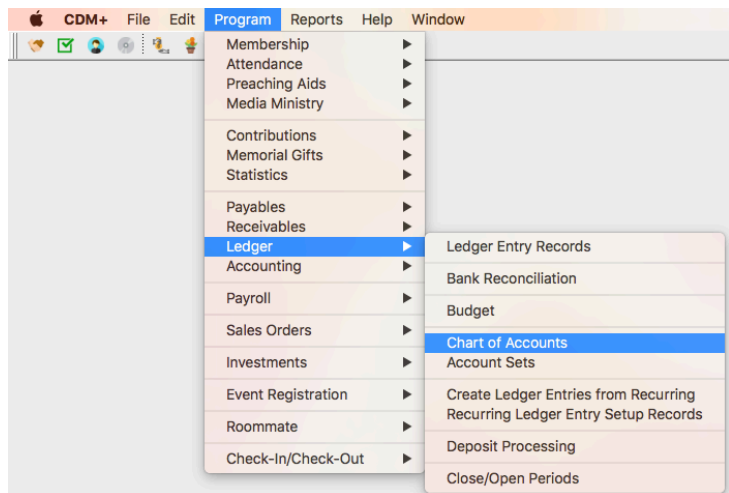 CDM+ File Edit Program Reports Help Window
Membership
Attendance
Preaching Aids
Media Ministry
Contributions
Memorial Gifts
Statistics
Payables
Receivables
Ledger
Accounting
Payroll
Sales Orders
Investments
Event Registration
Roommate
Check-In/Check-Out
Ledger Entry Records
Bank Reconciliation
Budget
Chart of Accounts
Account Sets
Create Ledger Entries from Recurring
Recurring Ledger Entry Setup Records
Deposit Processing
Close/Open Periods